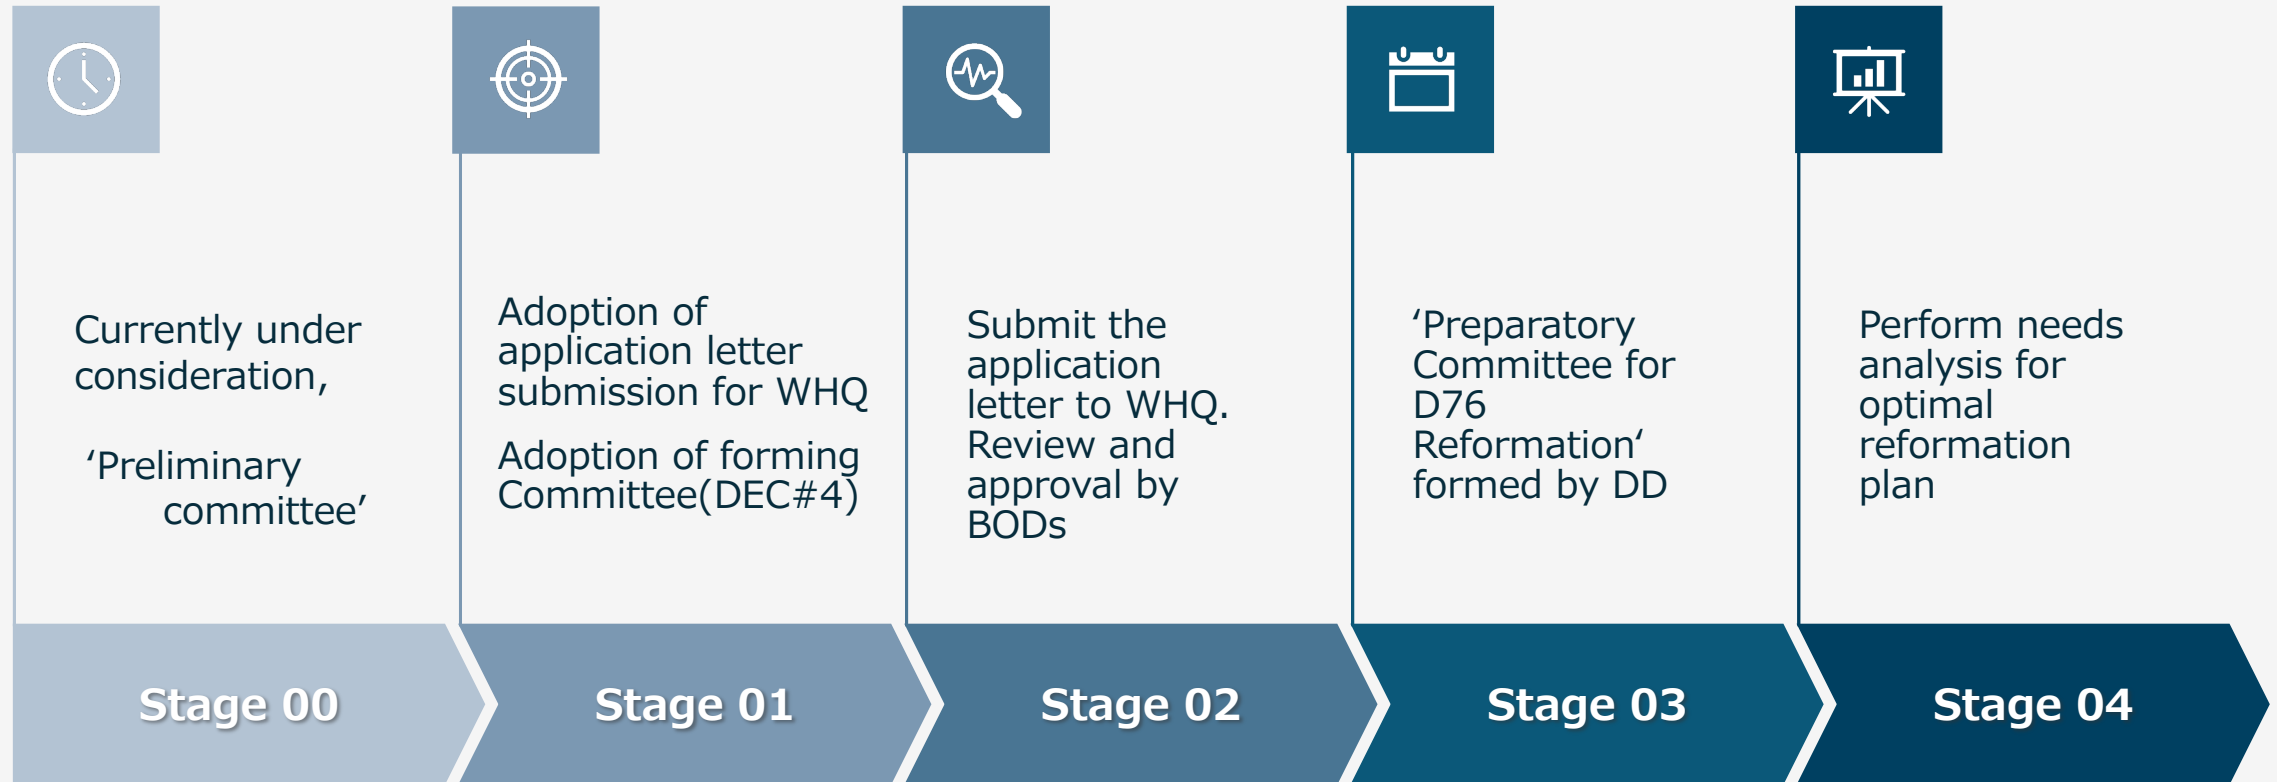 Currently under
consideration,
‘Preliminary
committee’
Adoption of
application letter
submission for WHQ
Adoption of forming
Committee(DEC#4)
Submit the
application
letter to WHQ.
Review and
approval by
BODs
‘Preparatory
Committee for
D76
Reformation‘
formed by DD
Perform needs
analysis for
optimal
reformation
plan
Stage 00
Stage 01
Stage 02
Stage 03
Stage 04